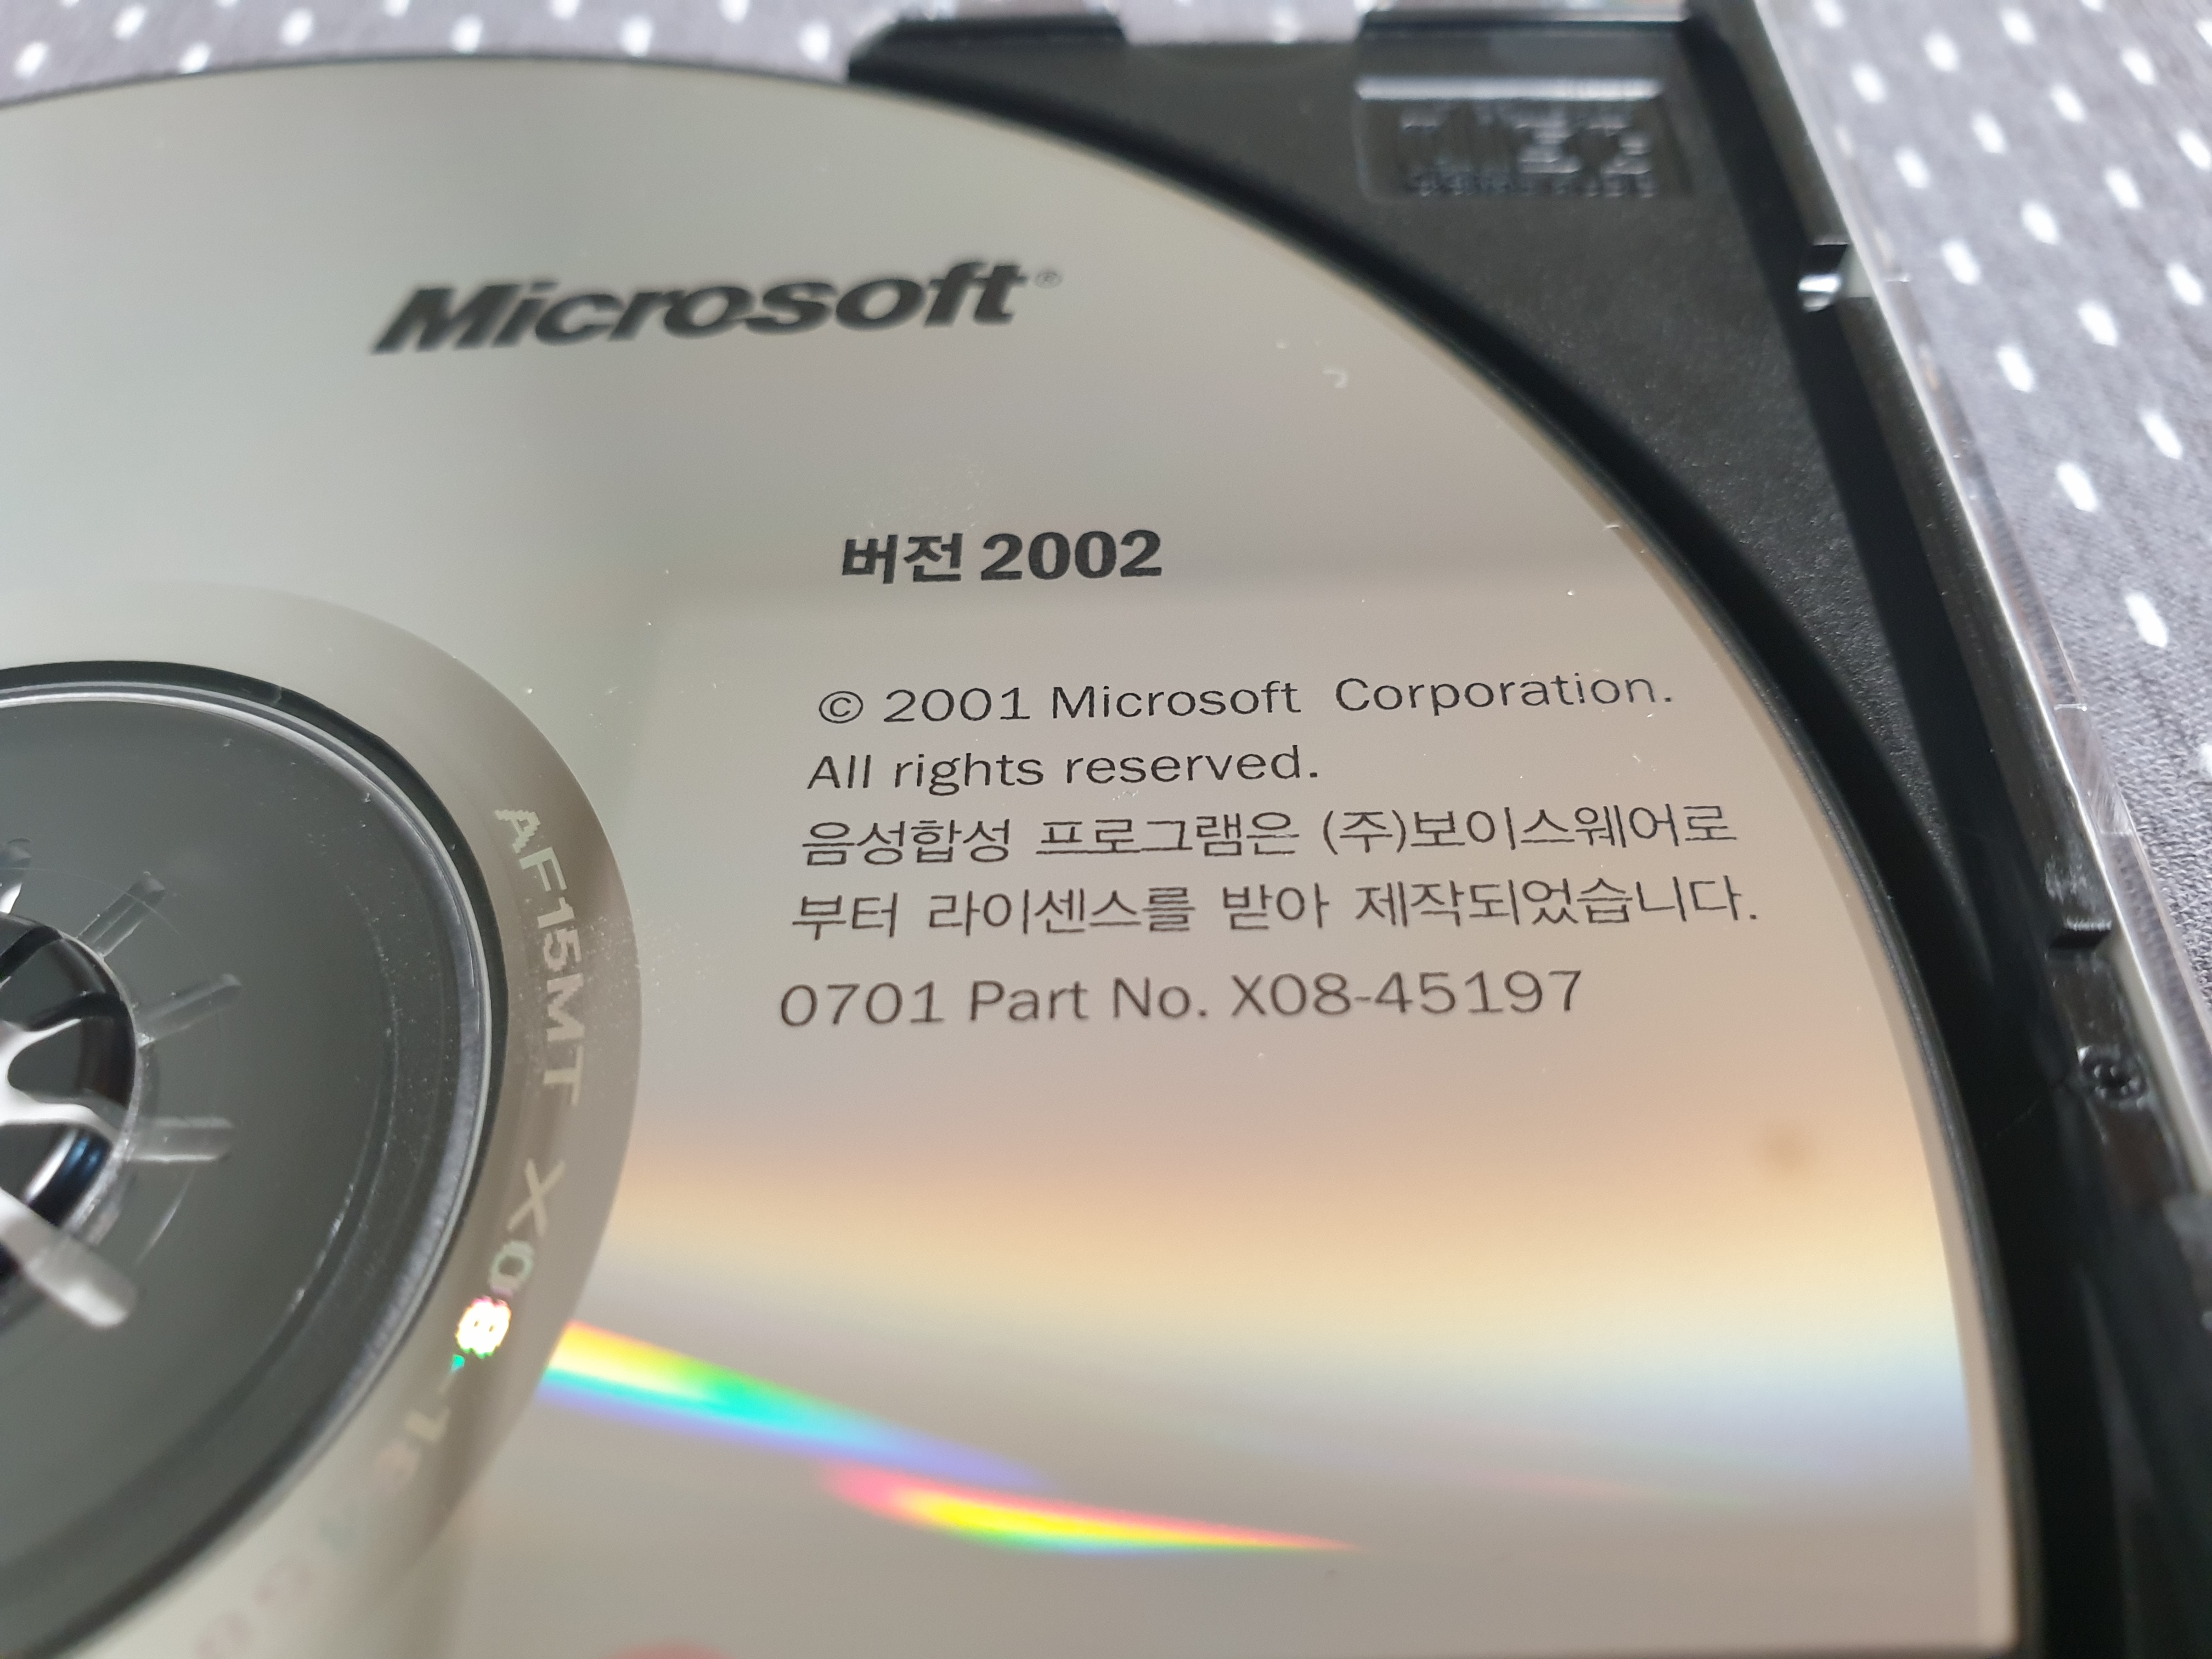 Microsoft®
버전 2002
© 2001 Microsoft Corporation.
All rights reserved.
음성합성 프로그램은 (주)보이스웨어로
부터 라이센스를 받아 제작되었습니다.
0701 Part No. X08-45197
AF15MT X08-